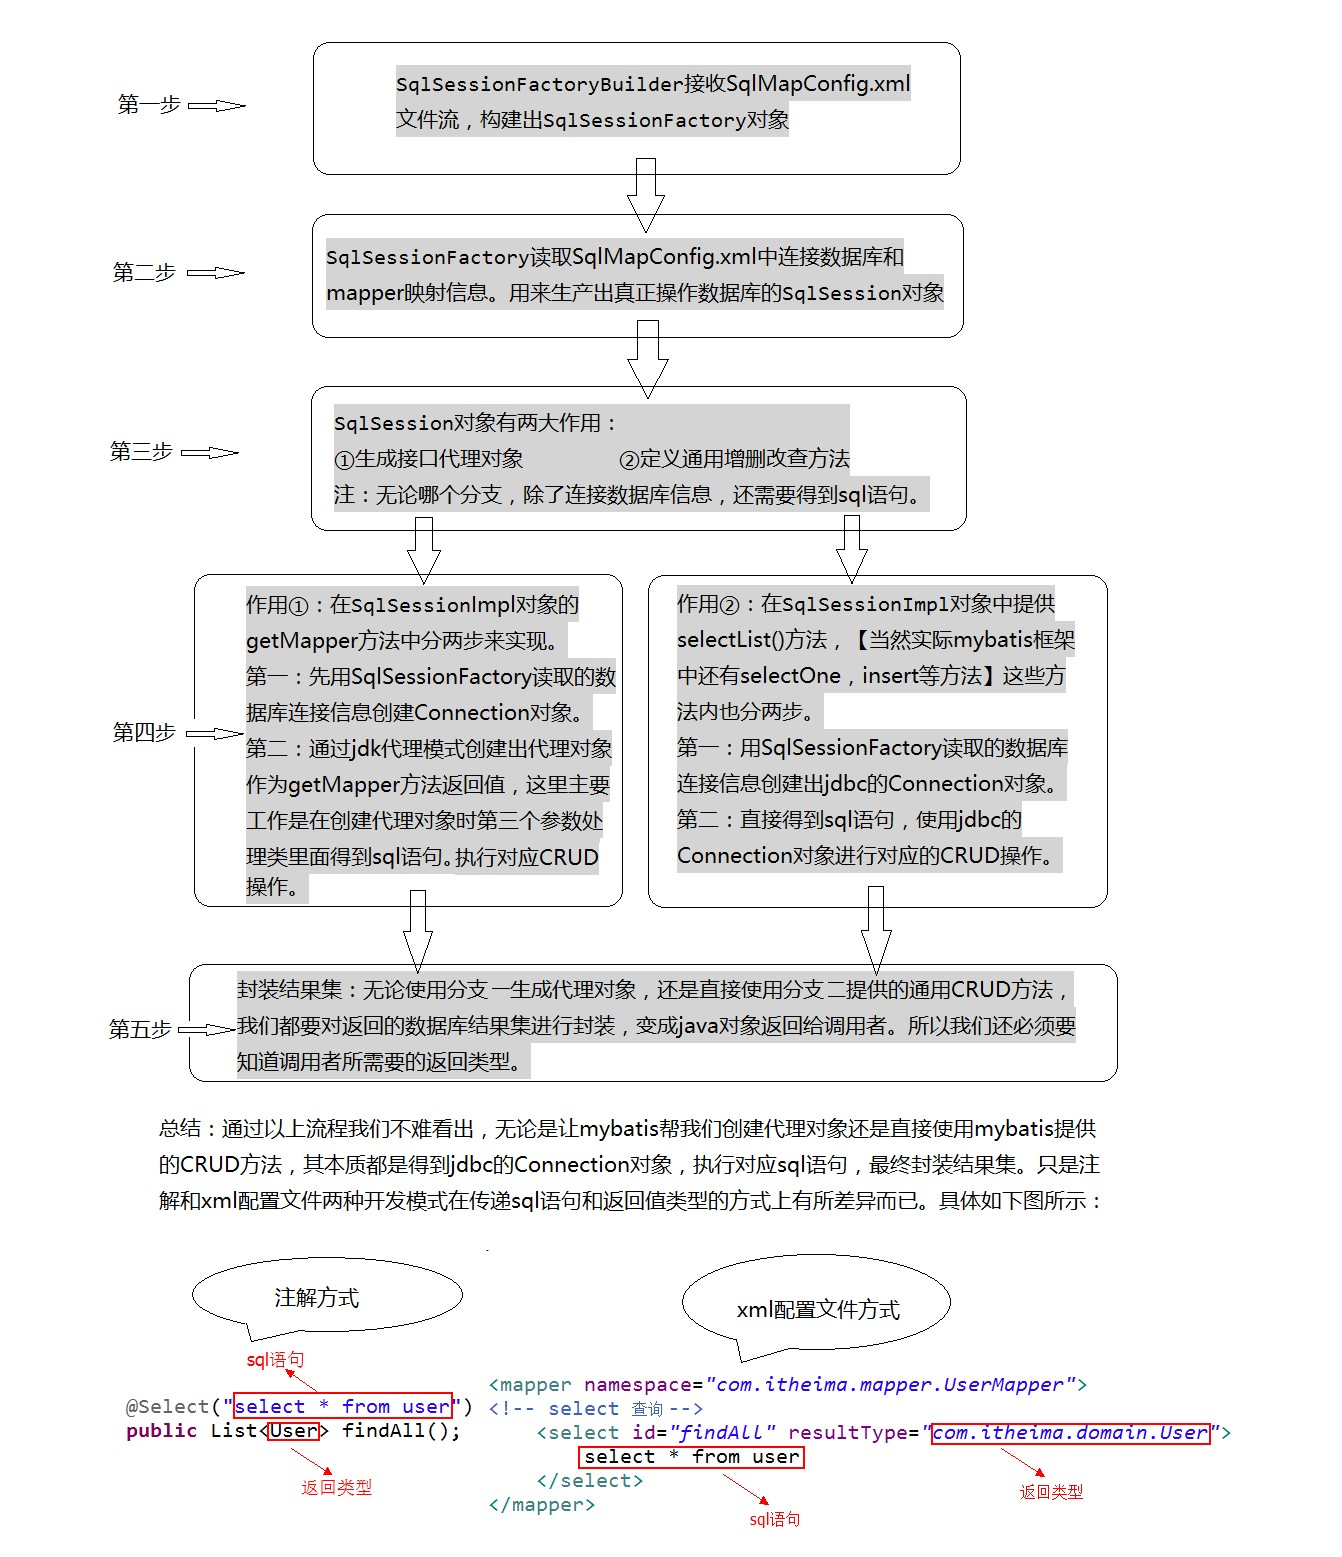 第一步
SqlSessionFactoryBuilder接收SqlMapConfig.xml
文件流，构建出SqlSessionFactory对象
第二步
SqlSessionFactory读取SqlMapConfig.xml中连接数据库和
mapper映射信息。用来生产出真正操作数据库的SqlSession对象
第三步
SqlSession对象有两大作用：
①生成接口代理对象 ②定义通用增删改查方法
注：无论哪个分支，除了连接数据库信息，还需要得到sql语句。
第四步
作用①：在SqlSessionImpl对象的
getMapper方法中分两步来实现。
第一：先用SqlSessionFactory读取的数
据库连接信息创建Connection对象。
第二：通过jdk代理模式创建出代理对象
作为getMapper方法返回值，这里主要
工作是在创建代理对象时第三个参数处
理类里面得到sql语句。执行对应CRUD
操作。
作用②：在SqlSessionImpl对象中提供
selectList()方法，【当然实际mybatis框架
中还有selectOne，insert等方法】这些方
法内也分两步。
第一：用SqlSessionFactory读取的数据库
连接信息创建出jdbc的Connection对象。
第二：直接得到sql语句，使用jdbc的
Connection对象进行对应的CRUD操作。
第五步
封装结果集：无论使用分支一生成代理对象，还是直接使用分支二提供的通用CRUD方法，
我们都要对返回的数据库结果集进行封装，变成java对象返回给调用者。所以我们还必须要
知道调用者所需要的返回类型。
总结：通过以上流程我们不难看出，无论是让mybatis帮我们创建代理对象还是直接使用mybatis提供
的CRUD方法，其本质都是得到jdbc的Connection对象，执行对应sql语句，最终封装结果集。只是注
解和xml配置文件两种开发模式在传递sql语句和返回值类型的方式上有所差异而已。具体如下图所示：
注解方式
sql语句
@Select("select * from user")
public List<User> findAll();
返回类型
xml配置文件方式
<mapper namespace="com.itheima.mapper.UserMapper">
<!-- select 查询 -->
<select id="findAll" resultType="com.itheima.domain.User">
select * from user
</select>
</mapper>
返回类型
sql语句